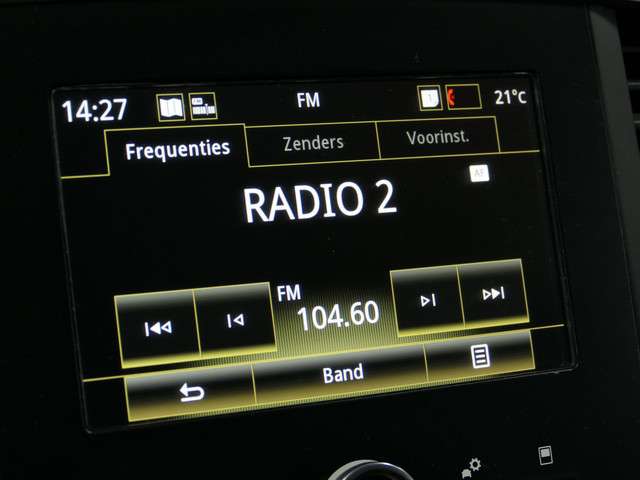 14:27 FM 21°c
Frequenties Zenders Voorinst.
AF
RADIO 2
FM
104.60
Band